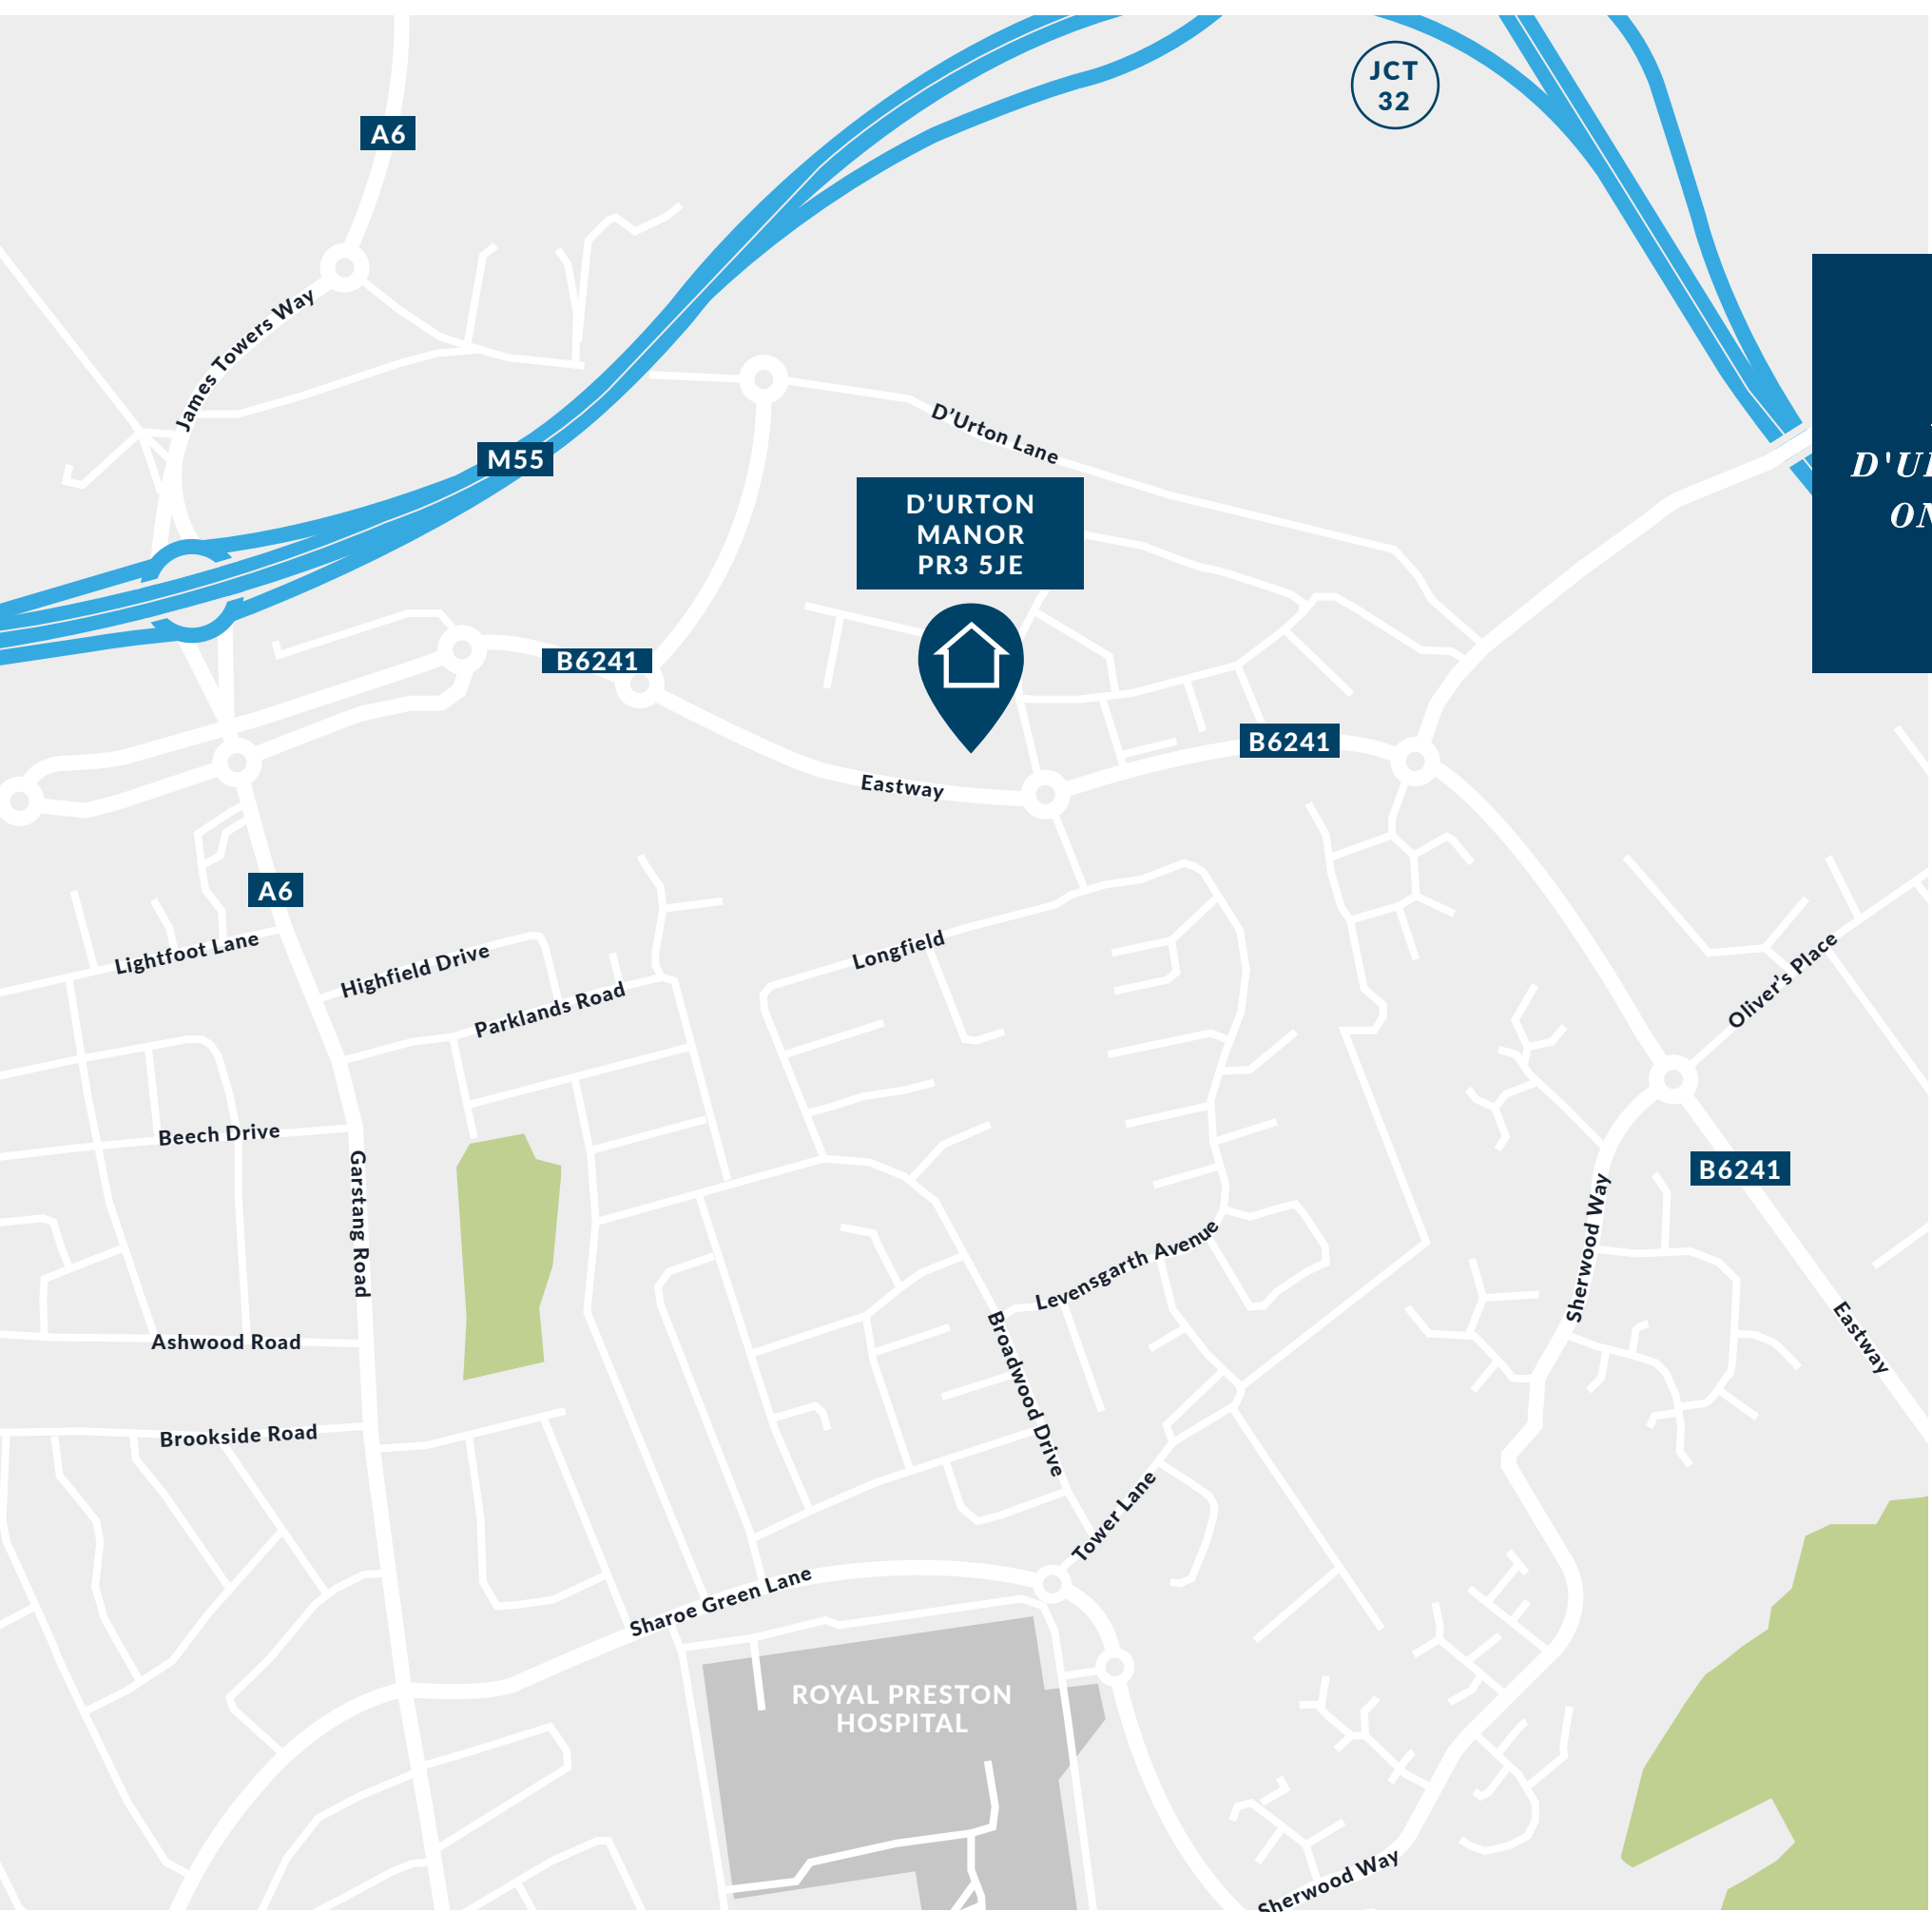 JCT
32
A6
James Towers Way
D’Urton Lane
M55
D'U
ON
D’URTON
MANOR
PR3 5JE
B6241
B6241
Eastway
A6
Lightfoot Lane
Highfield Drive
Longfield
Oliver’s Place
Parklands Road
Beech Drive
Garstang Road
B6241
Sherwood Way
Levensgarth Avenue
Ashwood Road
Broadwood Drive
Eastway
Brookside Road
Tower Lane
Sharoe Green Lane
ROYAL PRESTON
HOSPITAL
Sherwood Way